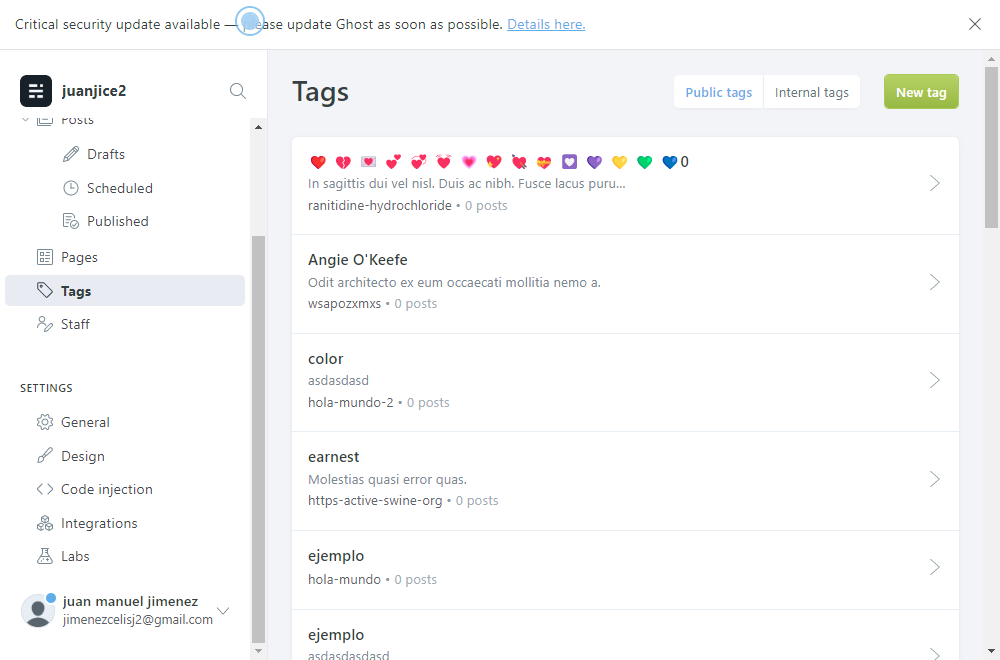 Critical security update available — please update Ghost as soon as possible. Details here.
juanjice2
Posts
Drafts
Scheduled
Published
Pages
Tags
Staff
SETTINGS
General
Design
Code injection
Integrations
Labs
juan manuel jimenez
jimenezcelisj2@gmail.com
Tags
Public tags
Internal tags
New tag
❤️ 💔 💌 💕 💞 💓 💗 💖 💘 💝 💟 💜 💛 💚 💙 0
In sagittis dui vel nisl. Duis ac nibh. Fusce lacus puru...
ranitidine-hydrochloride • 0 posts
Angie O'Keefe
Odit architecto ex eum occaecati mollitia nemo a.
wsapozxmxs • 0 posts
color
asdasdasd
hola-mundo-2 • 0 posts
earnest
Molestias quasi error quas.
https-active-swine-org • 0 posts
ejemplo
hola-mundo • 0 posts
ejemplo
asdasdasdasd